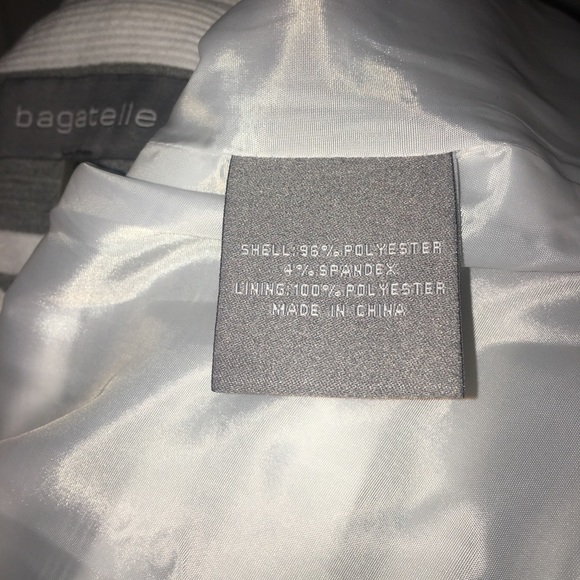 bagatelle
SHELL: 96% POLYESTER
4% SPANDEX
LINING: 100% POLYESTER
MADE IN CHINA